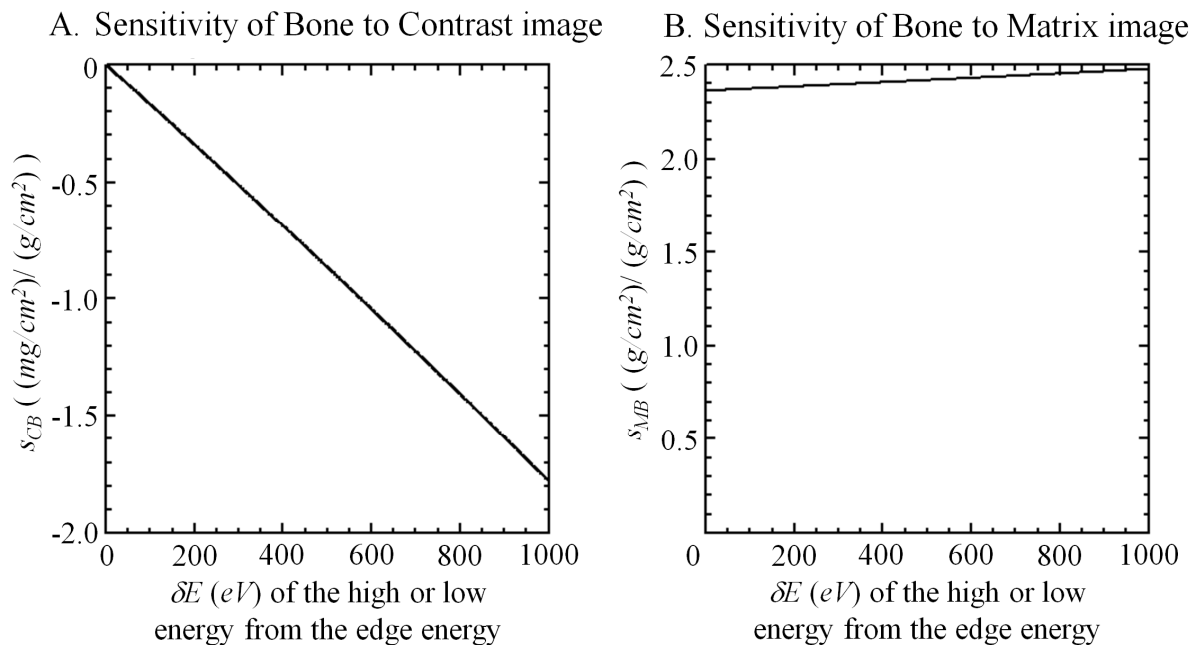 A. Sensitivity of Bone to Contrast image
0
-0.5
-1.0
-1.5
-2.0
s_CB ( (mg/cm²)/ (g/cm²) )
0 200 400 600 800 1000
δE (eV) of the high or low
energy from the edge energy
B. Sensitivity of Bone to Matrix image
2.5
2.0
1.5
1.0
0.5
s_MB ( (g/cm²)/ (g/cm²) )
0 200 400 600 800 1000
δE (eV) of the high or low
energy from the edge energy